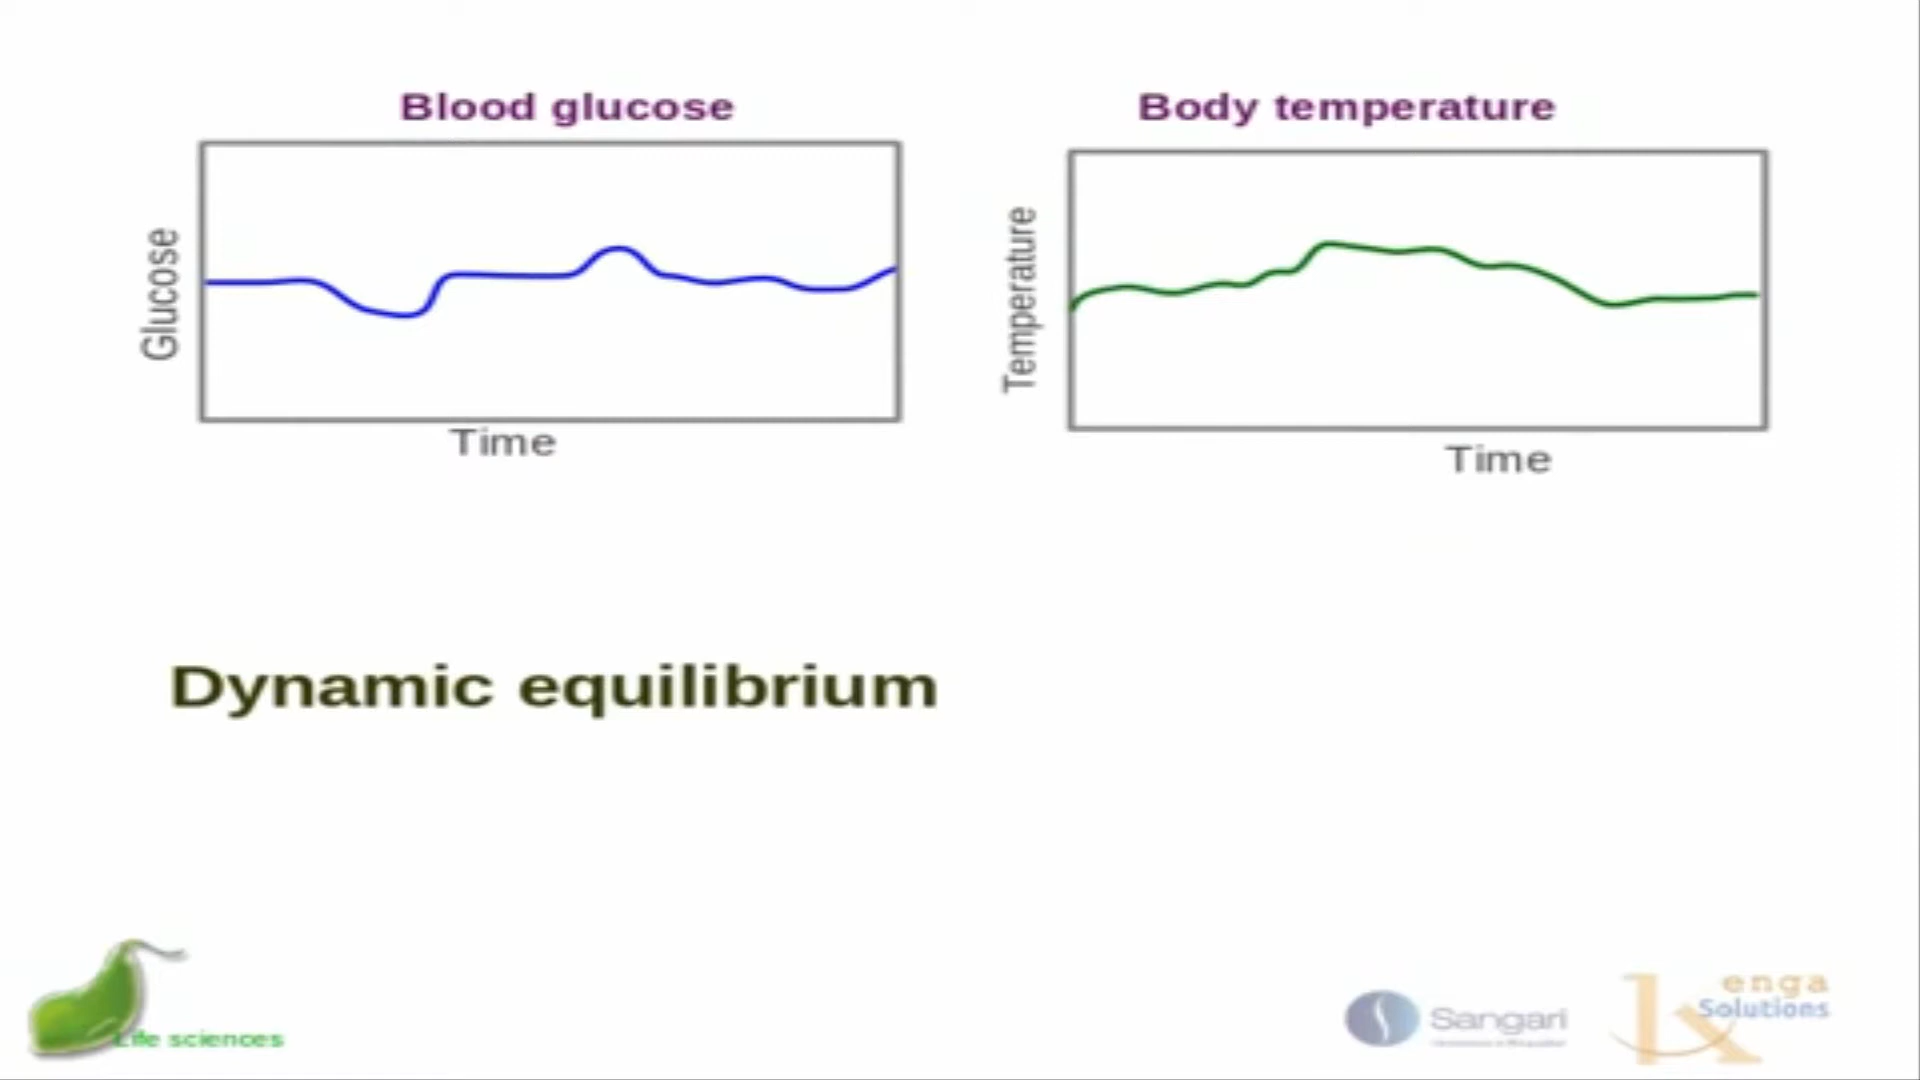 Blood glucose
Body temperature
Glucose
Time
Temperature
Time
Dynamic equilibrium
Life sciences
Sangari
enga
Solutions